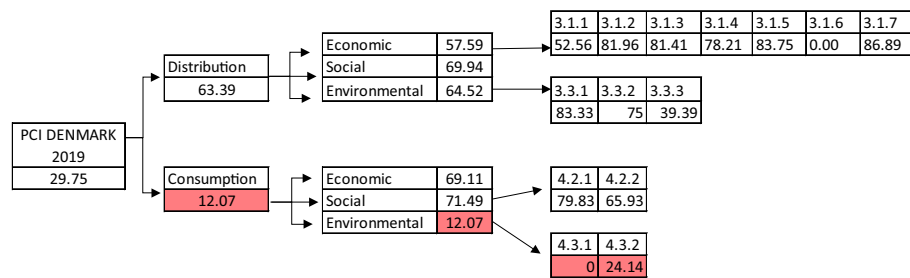 3.1.1 3.1.2 3.1.3 3.1.4 3.1.5 3.1.6 3.1.7
52.56 81.96 81.41 78.21 83.75 0.00 86.89
Economic 57.59
Social 69.94
Environmental 64.52
Distribution
63.39
3.3.1 3.3.2 3.3.3
83.33 75 39.39
PCI DENMARK
2019
29.75
Consumption
12.07
Economic 69.11
Social 71.49
Environmental 12.07
4.2.1 4.2.2
79.83 65.93
4.3.1 4.3.2
0 24.14